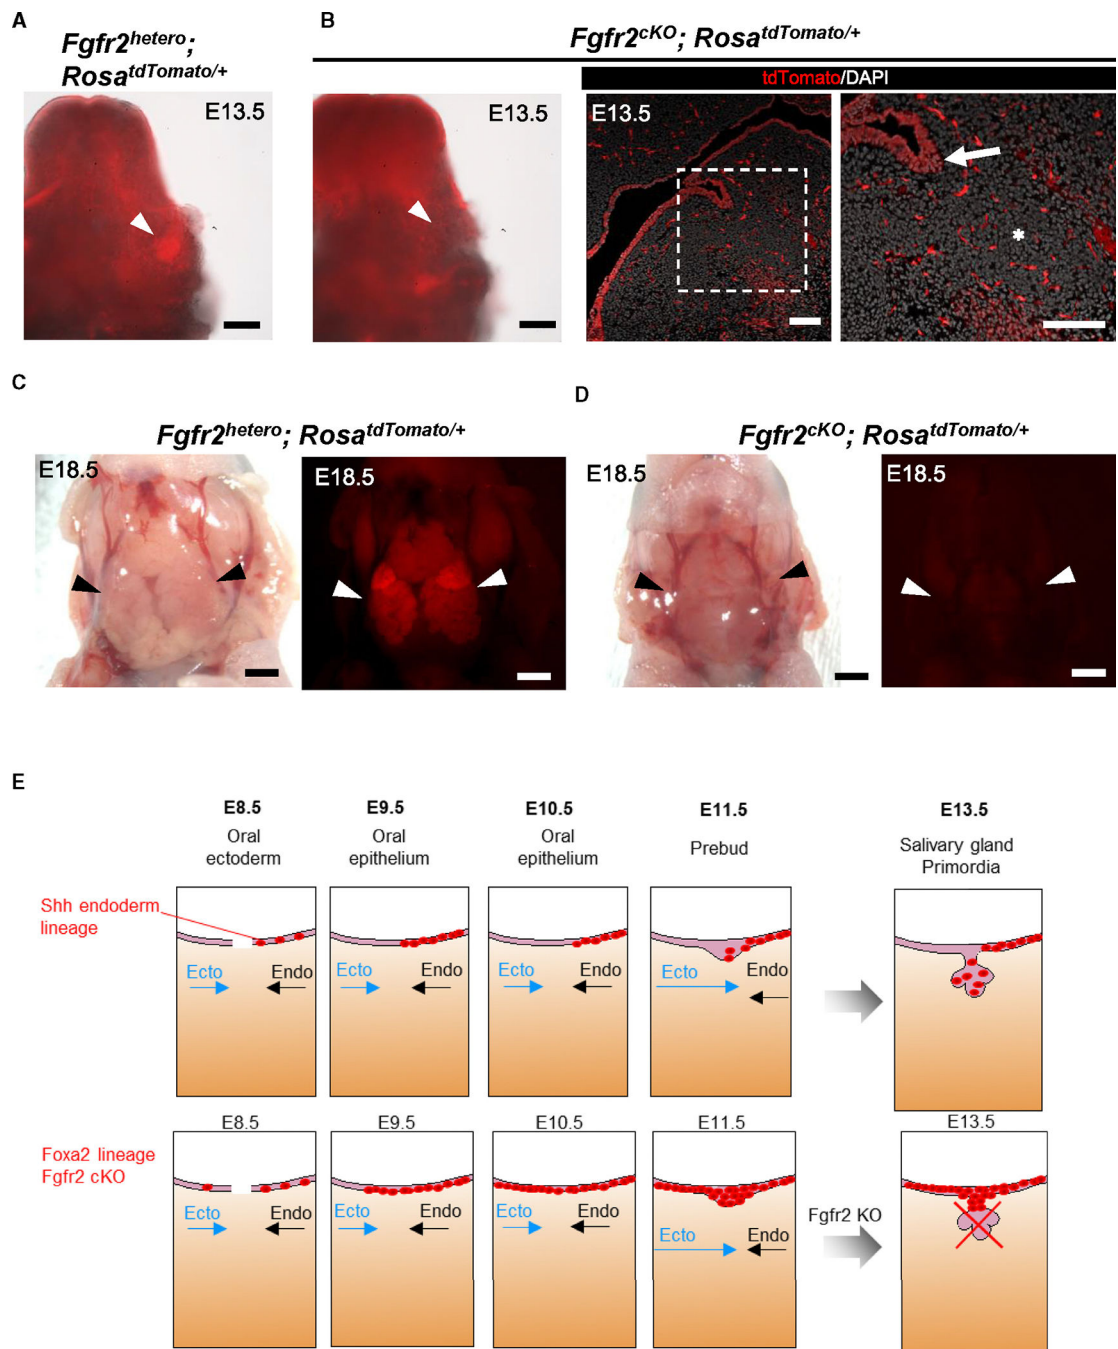 A
Fgfr2hetero;
RosatdTomato/+
E13.5
B
Fgfr2cKO; RosatdTomato/+
tdTomato/DAPI
E13.5
E13.5
*
C
Fgfr2hetero; RosatdTomato/+
E18.5
E18.5
D
Fgfr2cKO; RosatdTomato/+
E18.5
E18.5
E
E8.5
Oral
ectoderm
E9.5
Oral
epithelium
E10.5
Oral
epithelium
E11.5
Prebud
E13.5
Salivary gland
Primordia
Shh endoderm
lineage
Ecto
Endo
Ecto
Endo
Ecto
Endo
Ecto
Endo
Foxa2 lineage
Fgfr2 cKO
E8.5
E9.5
E10.5
E11.5
E13.5
Ecto
Endo
Ecto
Endo
Ecto
Endo
Ecto
Endo
Fgfr2 KO